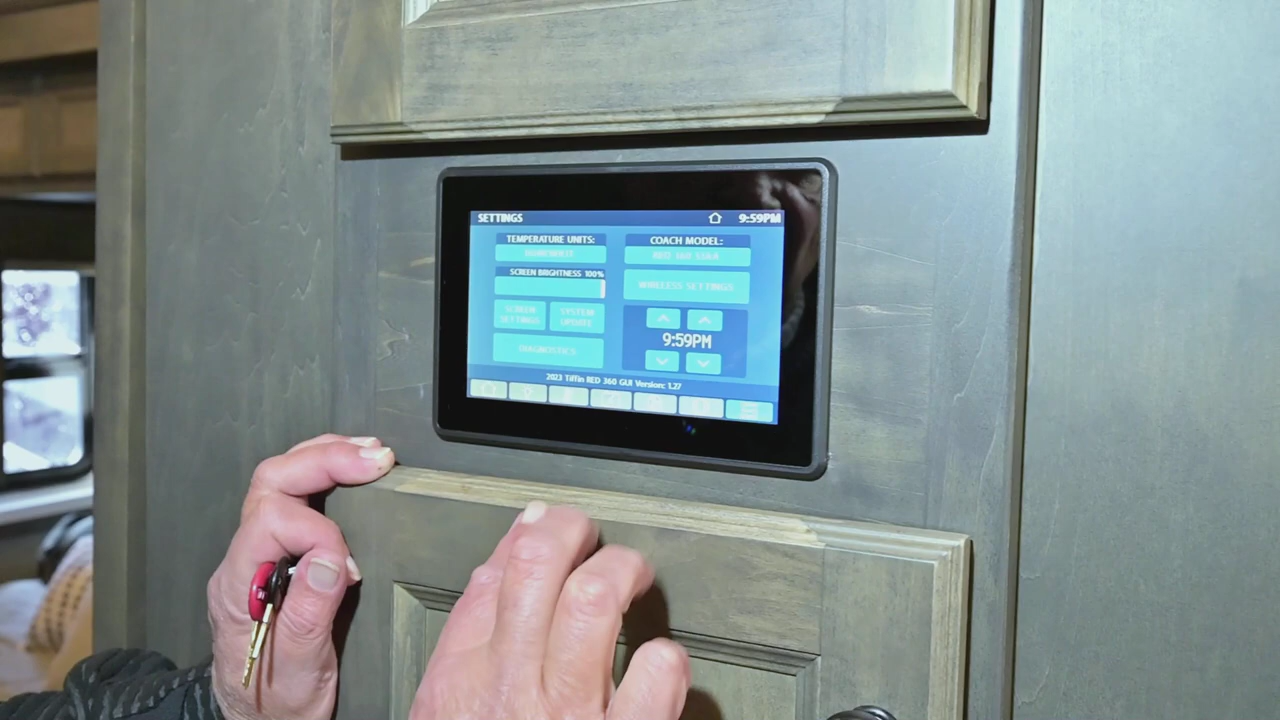 SETTINGS
9:59PM
TEMPERATURE UNITS:
COACH MODEL:
SCREEN BRIGHTNESS 100%
WIRELESS SETTINGS
SCREEN
SETTINGS
SYSTEM
UPDATE
9:59PM
DIAGNOSTICS
2023 Tiffin RED 360 GUI Version: 1.27